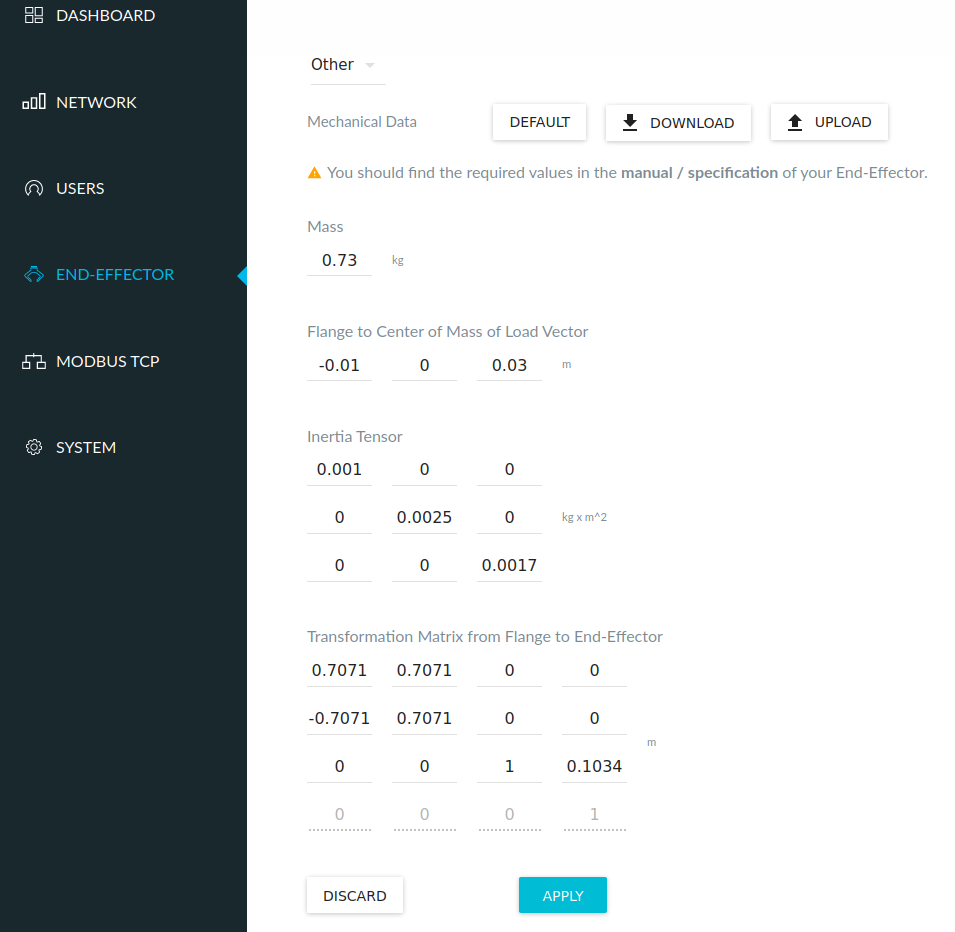 DASHBOARD
NETWORK
USERS
END-EFFECTOR
MODBUS TCP
SYSTEM
Other
Mechanical Data DEFAULT DOWNLOAD UPLOAD
You should find the required values in the manual / specification of your End-Effector.
Mass
0.73 kg
Flange to Center of Mass of Load Vector
-0.01 0 0.03 m
Inertia Tensor
0.001 0 0
0 0.0025 0 kg x m^2
0 0 0.0017
Transformation Matrix from Flange to End-Effector
0.7071 0.7071 0 0
-0.7071 0.7071 0 0
m
0 0 1 0.1034
0 0 0 1
DISCARD APPLY